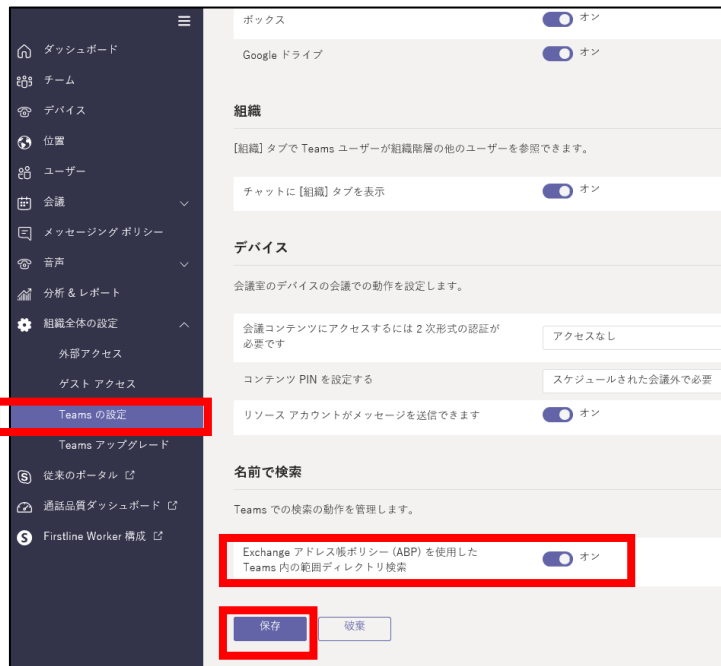 ダッシュボード
チーム
デバイス
位置
ユーザー
会議
メッセージング ポリシー
音声
分析 & レポート
組織全体の設定
外部アクセス
ゲスト アクセス
Teams の設定
Teams アップグレード
従来のポータル
通話品質ダッシュボード
Firstline Worker 構成
ボックス
オン
Google ドライブ
オン
組織
[組織] タブで Teams ユーザーが組織階層の他のユーザーを参照できます。
チャットに [組織] タブを表示
オン
デバイス
会議室のデバイスの会議での動作を設定します。
会議コンテンツにアクセスするには 2 次形式の認証が
必要です
アクセスなし
コンテンツ PIN を設定する
スケジュールされた会議外で必要
リソース アカウントがメッセージを送信できます
オン
名前で検索
Teams での検索の動作を管理します。
Exchange アドレス帳ポリシー (ABP) を使用した
Teams 内の範囲ディレクトリ検索
オン
保存
破棄